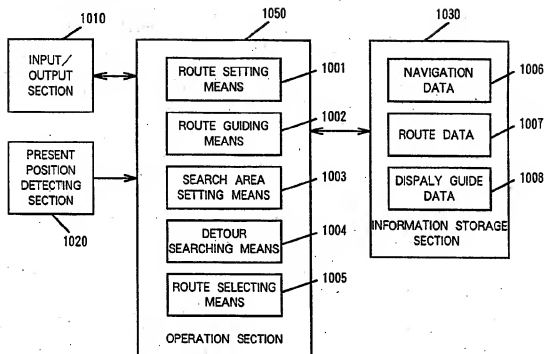 1010
INPUT/
OUTPUT
SECTION
PRESENT
POSITION
DETECTING
SECTION
1020
1050
ROUTE SETTING
MEANS
1001
ROUTE GUIDING
MEANS
1002
SEARCH AREA
SETTING MEANS
1003
DETOUR
SEARCHING MEANS
1004
ROUTE SELECTING
MEANS
1005
OPERATION SECTION
1030
NAVIGATION
DATA
1006
ROUTE DATA
1007
DISPALY GUIDE
DATA
1008
INFORMATION STORAGE
SECTION